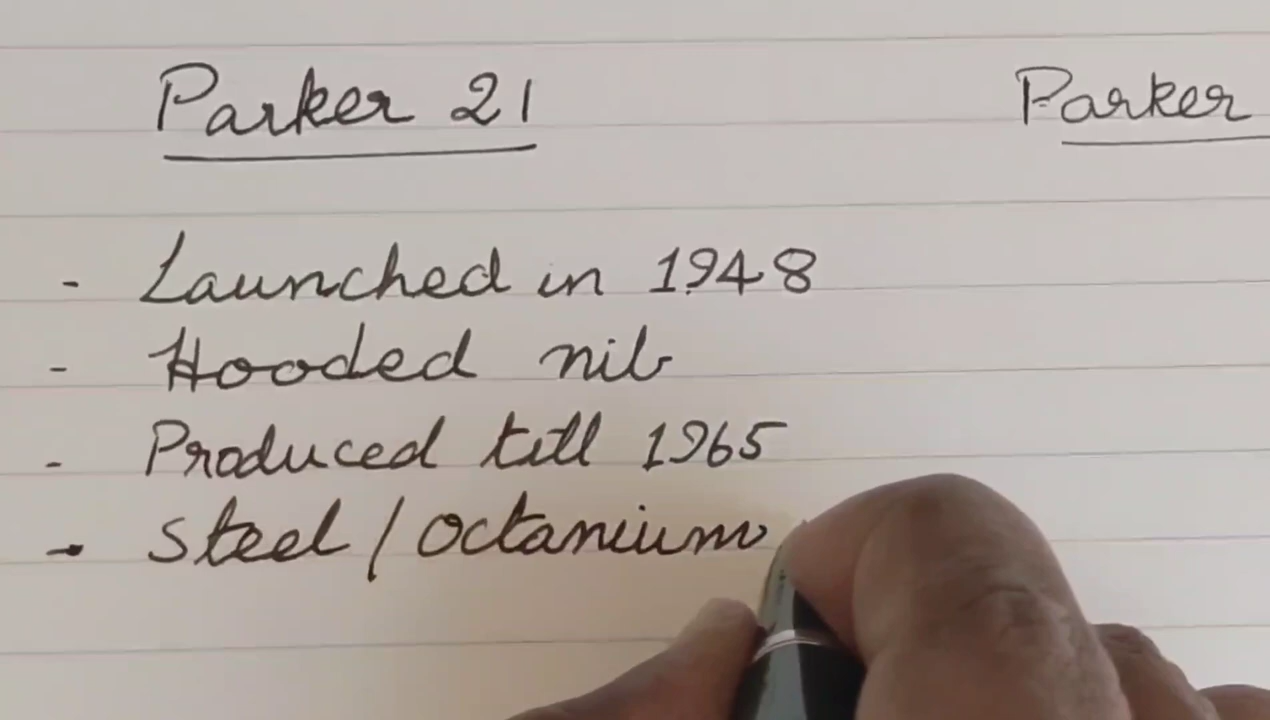 Parker 21 Parker
- Launched in 1948
- Hooded nib
- Produced till 1965
- Steel / Octanium